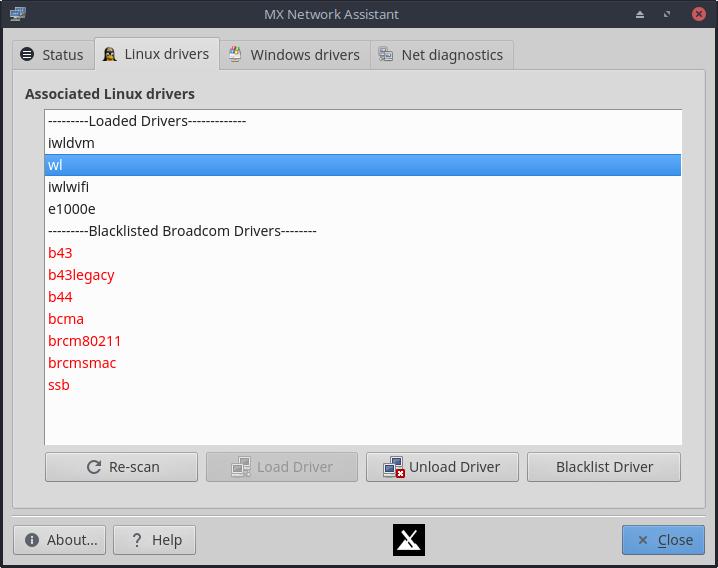 MX Network Assistant
Status Linux drivers Windows drivers Net diagnostics
Associated Linux drivers
---------Loaded Drivers-------------
iwldvm
wl
iwlwifi
e1000e
---------Blacklisted Broadcom Drivers--------
b43
b43legacy
b44
bcma
brcm80211
brcmsmac
ssb
Re-scan Load Driver Unload Driver Blacklist Driver
About... ? Help Close